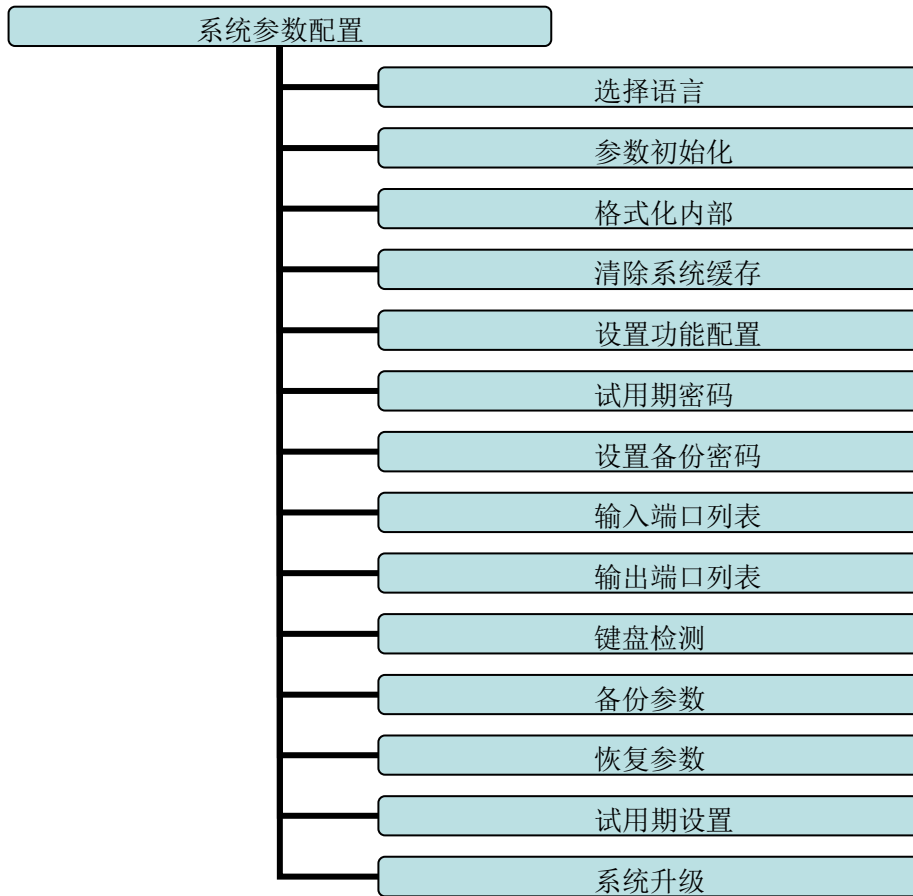 系统参数配置
选择语言
参数初始化
格式化内部
清除系统缓存
设置功能配置
试用期密码
设置备份密码
输入端口列表
输出端口列表
键盘检测
备份参数
恢复参数
试用期设置
系统升级